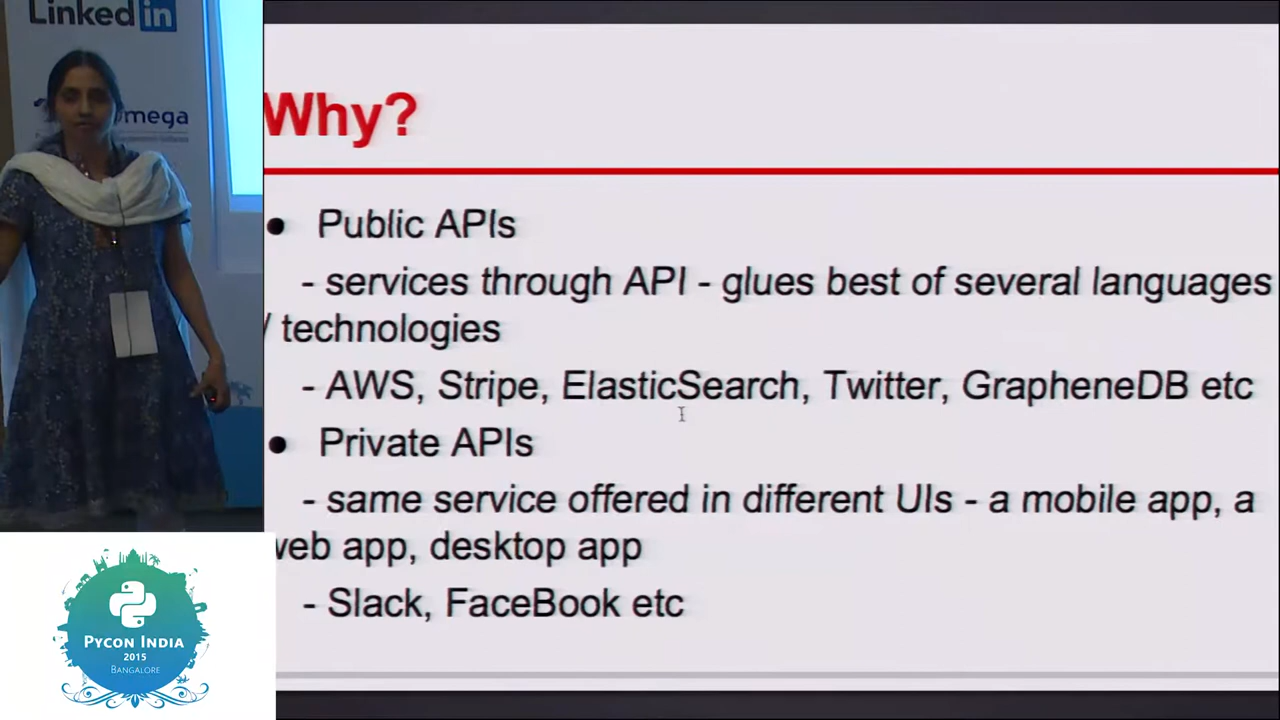 LinkedIn
mega
Why?
● Public APIs
- services through API - glues best of several languages
/ technologies
- AWS, Stripe, ElasticSearch, Twitter, GrapheneDB etc
● Private APIs
- same service offered in different UIs - a mobile app, a
web app, desktop app
- Slack, FaceBook etc
PYCON INDIA
2015
BANGALORE